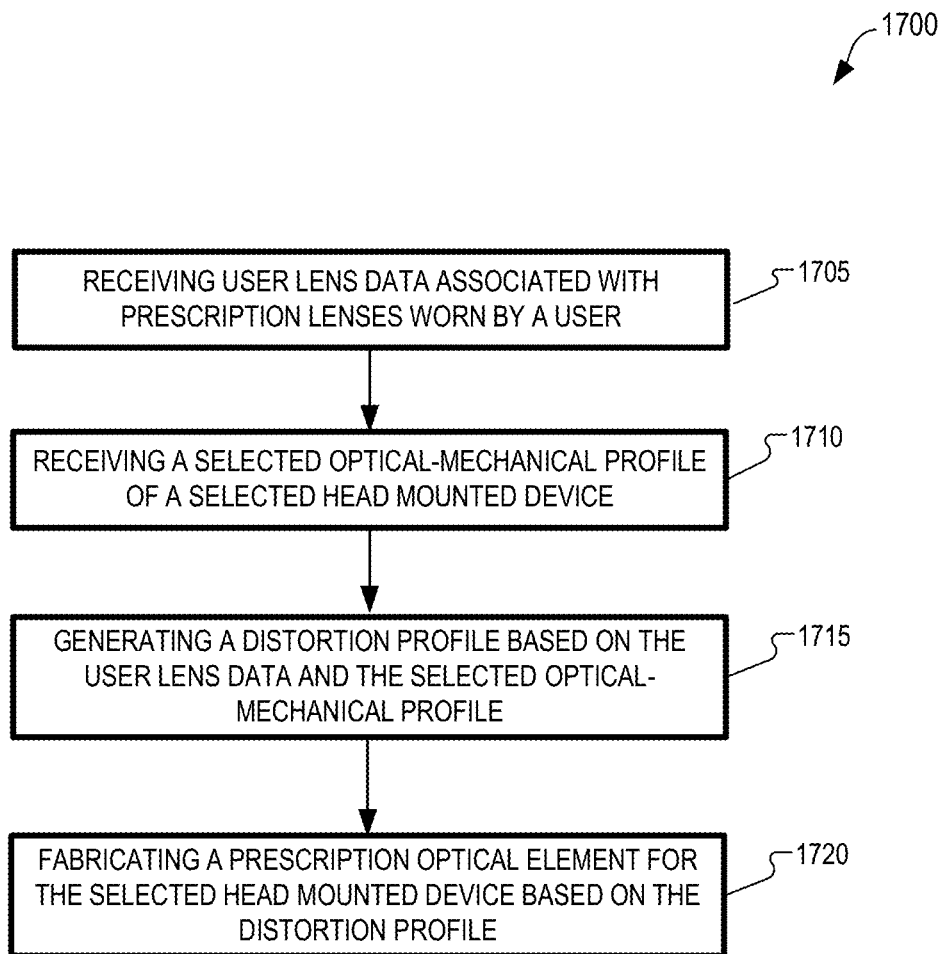 1700
RECEIVING USER LENS DATA ASSOCIATED WITH
PRESCRIPTION LENSES WORN BY A USER
1705
RECEIVING A SELECTED OPTICAL-MECHANICAL PROFILE
OF A SELECTED HEAD MOUNTED DEVICE
1710
GENERATING A DISTORTION PROFILE BASED ON THE
USER LENS DATA AND THE SELECTED OPTICAL-
MECHANICAL PROFILE
1715
FABRICATING A PRESCRIPTION OPTICAL ELEMENT FOR
THE SELECTED HEAD MOUNTED DEVICE BASED ON THE
DISTORTION PROFILE
1720